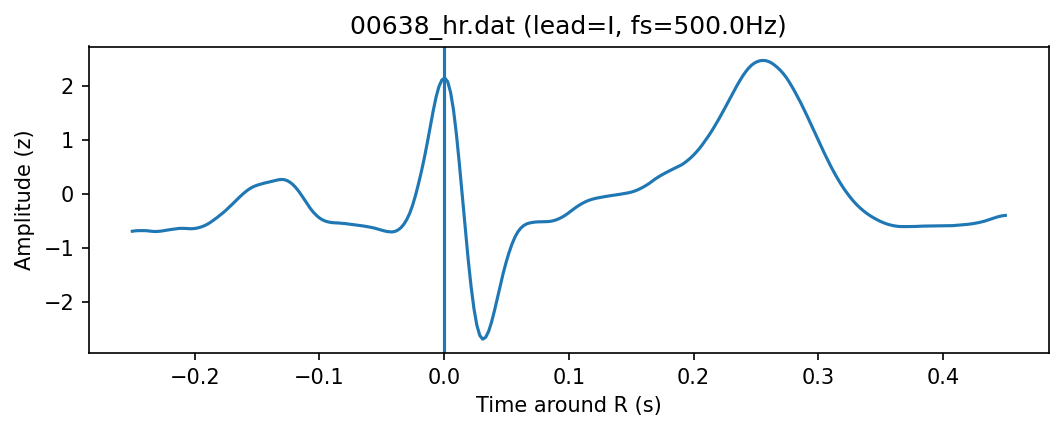 00638_hr.dat (lead=I, fs=500.0Hz)
Amplitude (z)
2
1
0
−1
−2
−0.2 −0.1 0.0 0.1 0.2 0.3 0.4
Time around R (s)